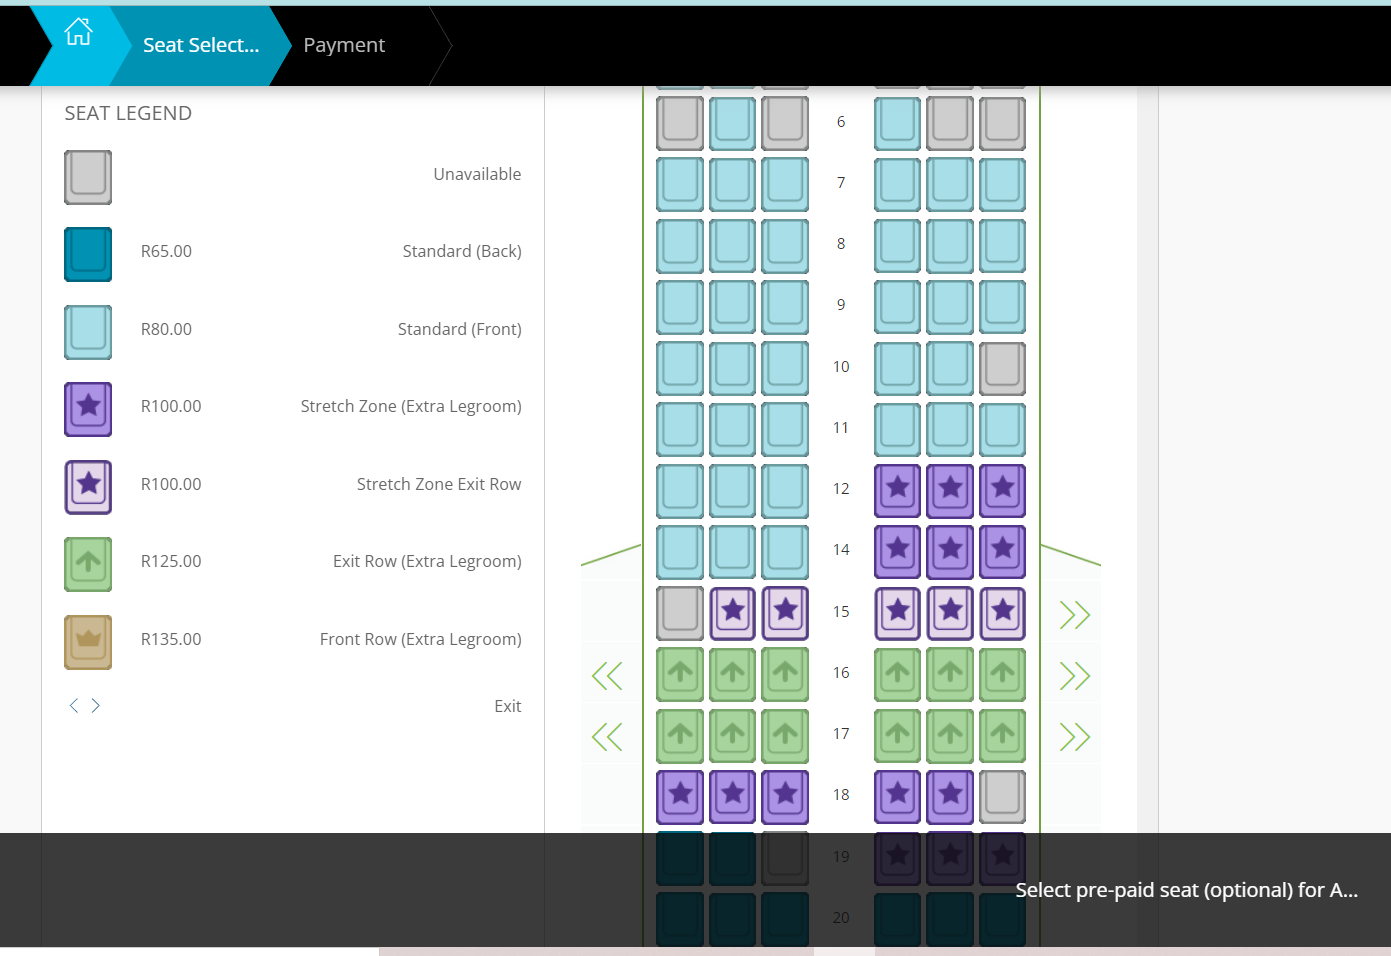 Seat Select...
Payment
SEAT LEGEND
Unavailable
R65.00 Standard (Back)
R80.00 Standard (Front)
R100.00 Stretch Zone (Extra Legroom)
R100.00 Stretch Zone Exit Row
R125.00 Exit Row (Extra Legroom)
R135.00 Front Row (Extra Legroom)
Exit
6
7
8
9
10
11
12
14
15
16
17
18
19
20
Select pre-paid seat (optional) for A...